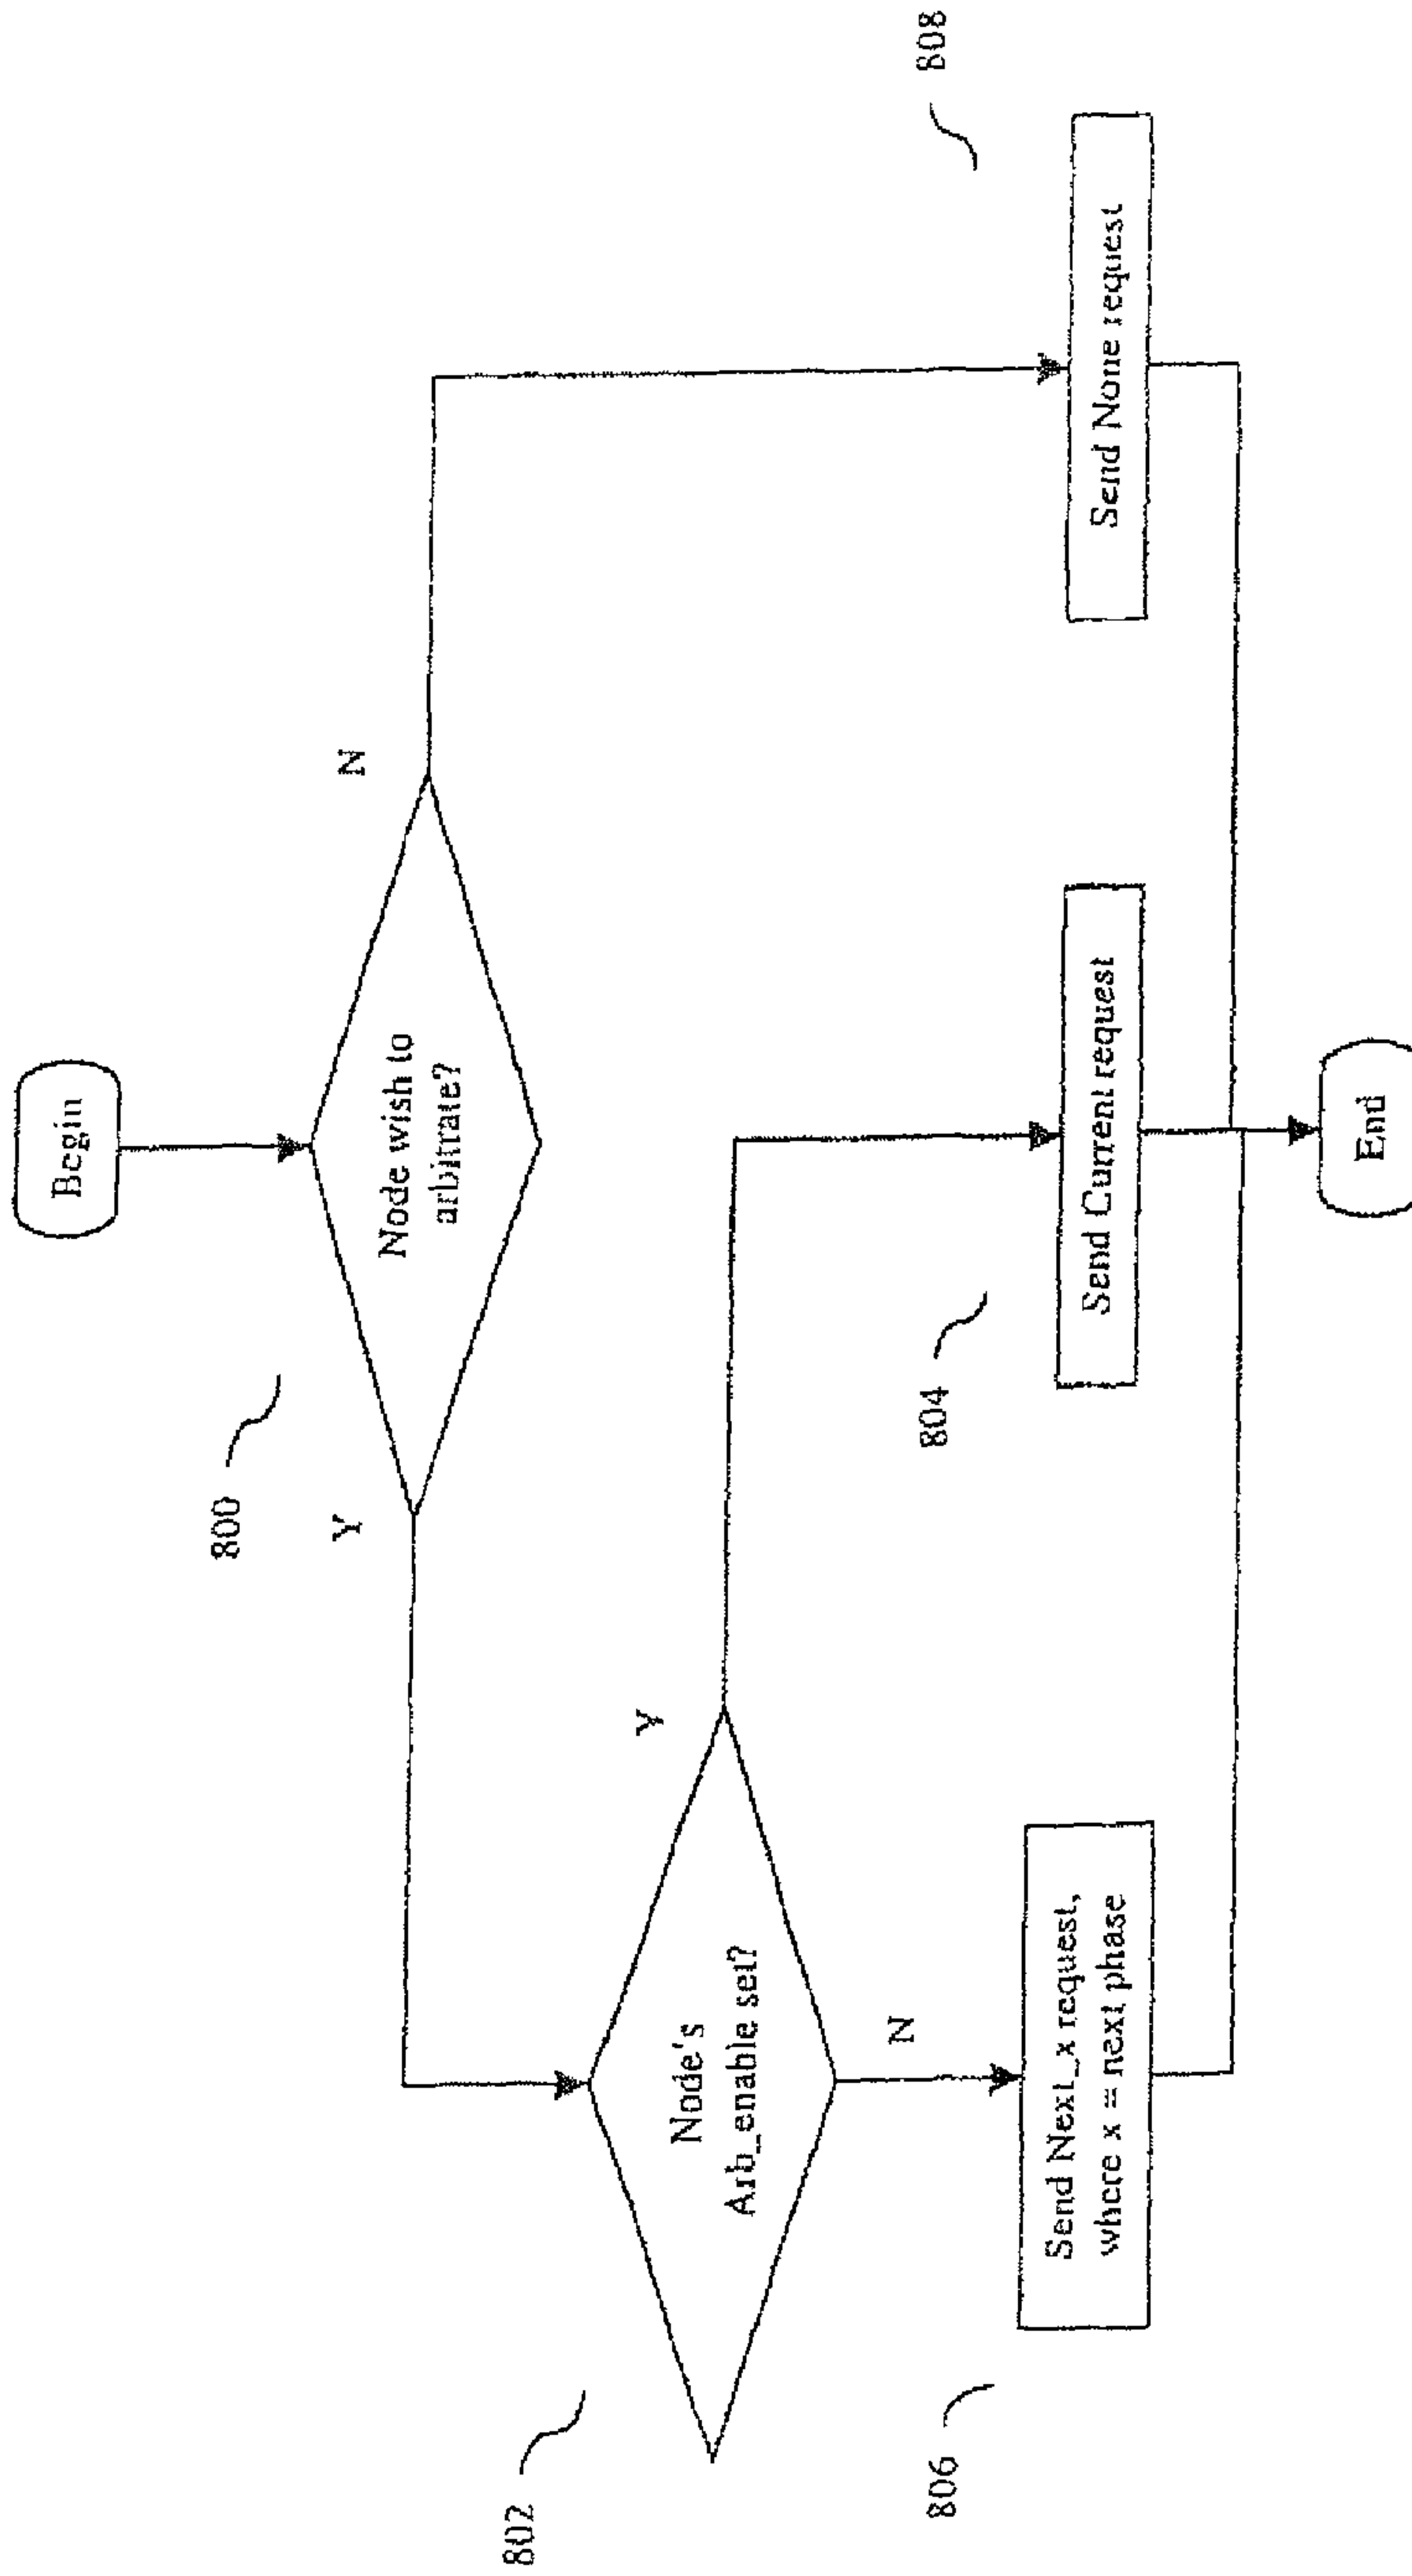 Begin
800
Node wish to
arbitrate?
Y
N
802
Node's
Arb_enable set?
Y
N
806
Send Next_x request,
where x = next phase
804
Send Current request
808
Send None request
End